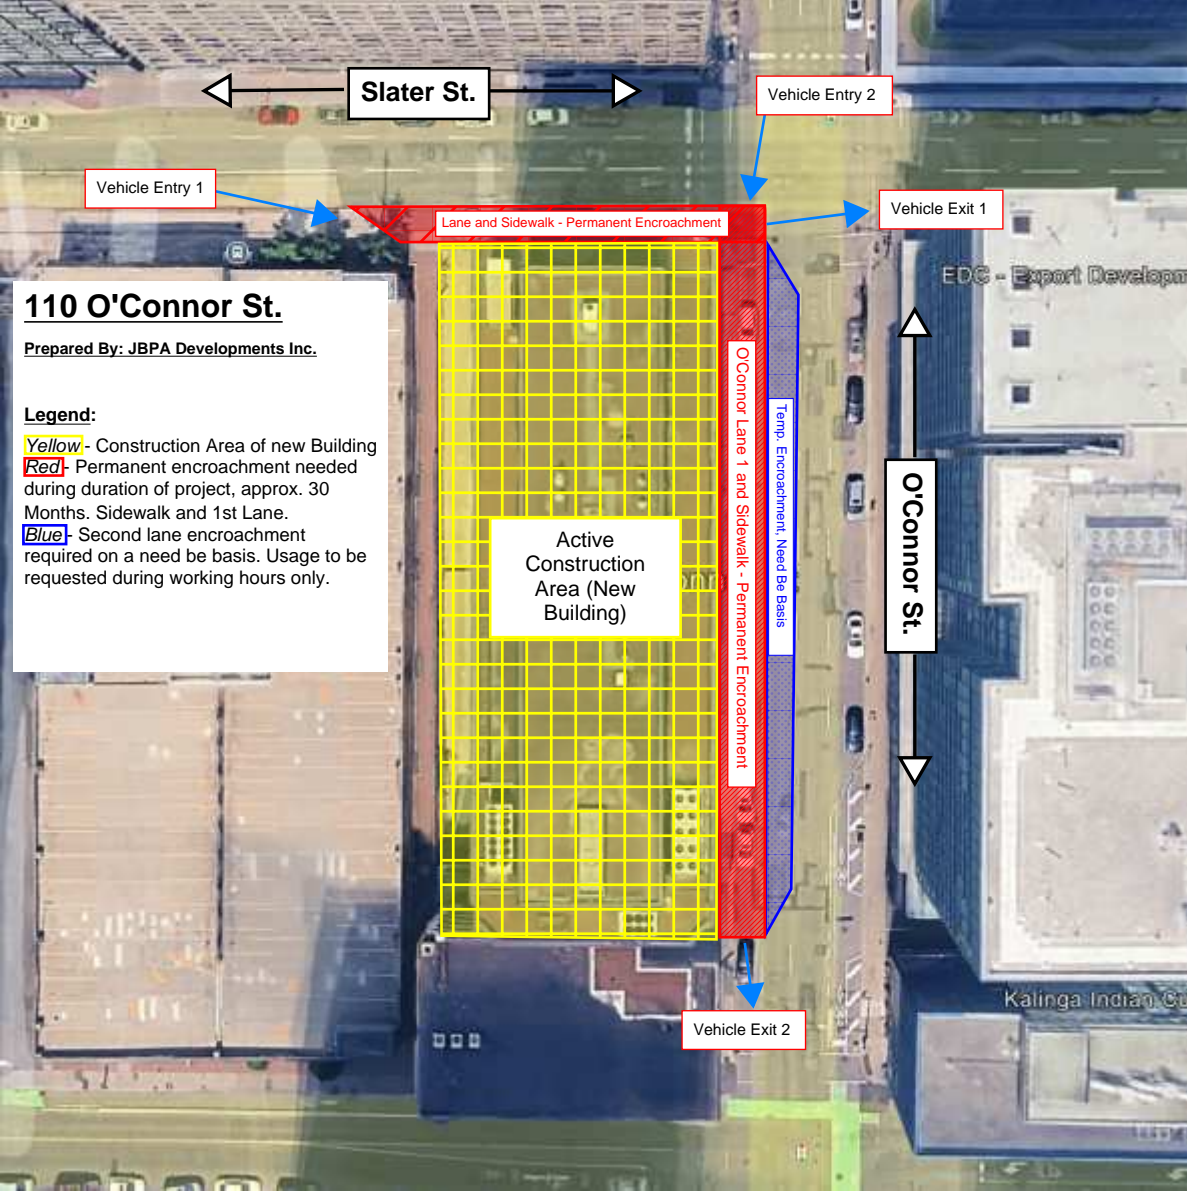 Slater St.
Vehicle Entry 2
Vehicle Entry 1
Vehicle Exit 1
Lane and Sidewalk - Permanent Encroachment
EDC - Export Developm
110 O'Connor St.
Prepared By: JBPA Developments Inc.
Legend:
Yellow - Construction Area of new Building
Red - Permanent encroachment needed
during duration of project, approx. 30
Months. Sidewalk and 1st Lane.
Blue - Second lane encroachment
required on a need be basis. Usage to be
requested during working hours only.
Active
Construction
Area (New
Building)
O'Connor Lane 1 and Sidewalk - Permanent Encroachment
Temp. Encroachment, Need Be Basis
O'Connor St.
Kalinga Indian Cu
Vehicle Exit 2